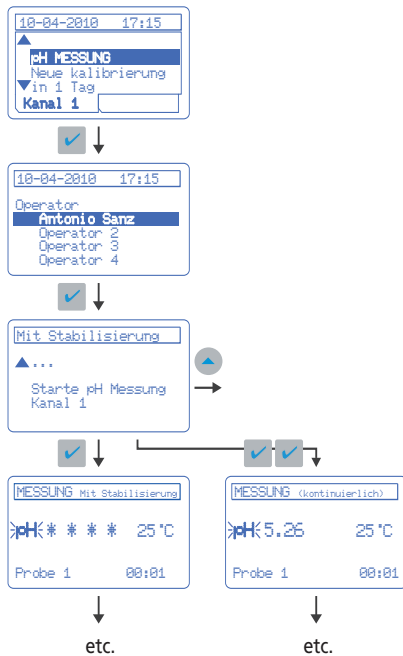 10-04-2010 17:15
pH MESSUNG
Neue kalibrierung
in 1 Tag
Kanal 1
10-04-2010 17:15
Operator
Antonio Sanz
Operator 2
Operator 3
Operator 4
Mit Stabilisierung
...
Starte pH Messung
Kanal 1
MESSUNG Mit Stabilisierung
pH * * * * 25°C
Probe 1 00:01
etc.
MESSUNG (kontinuierlich)
pH 5.26 25°C
Probe 1 00:01
etc.